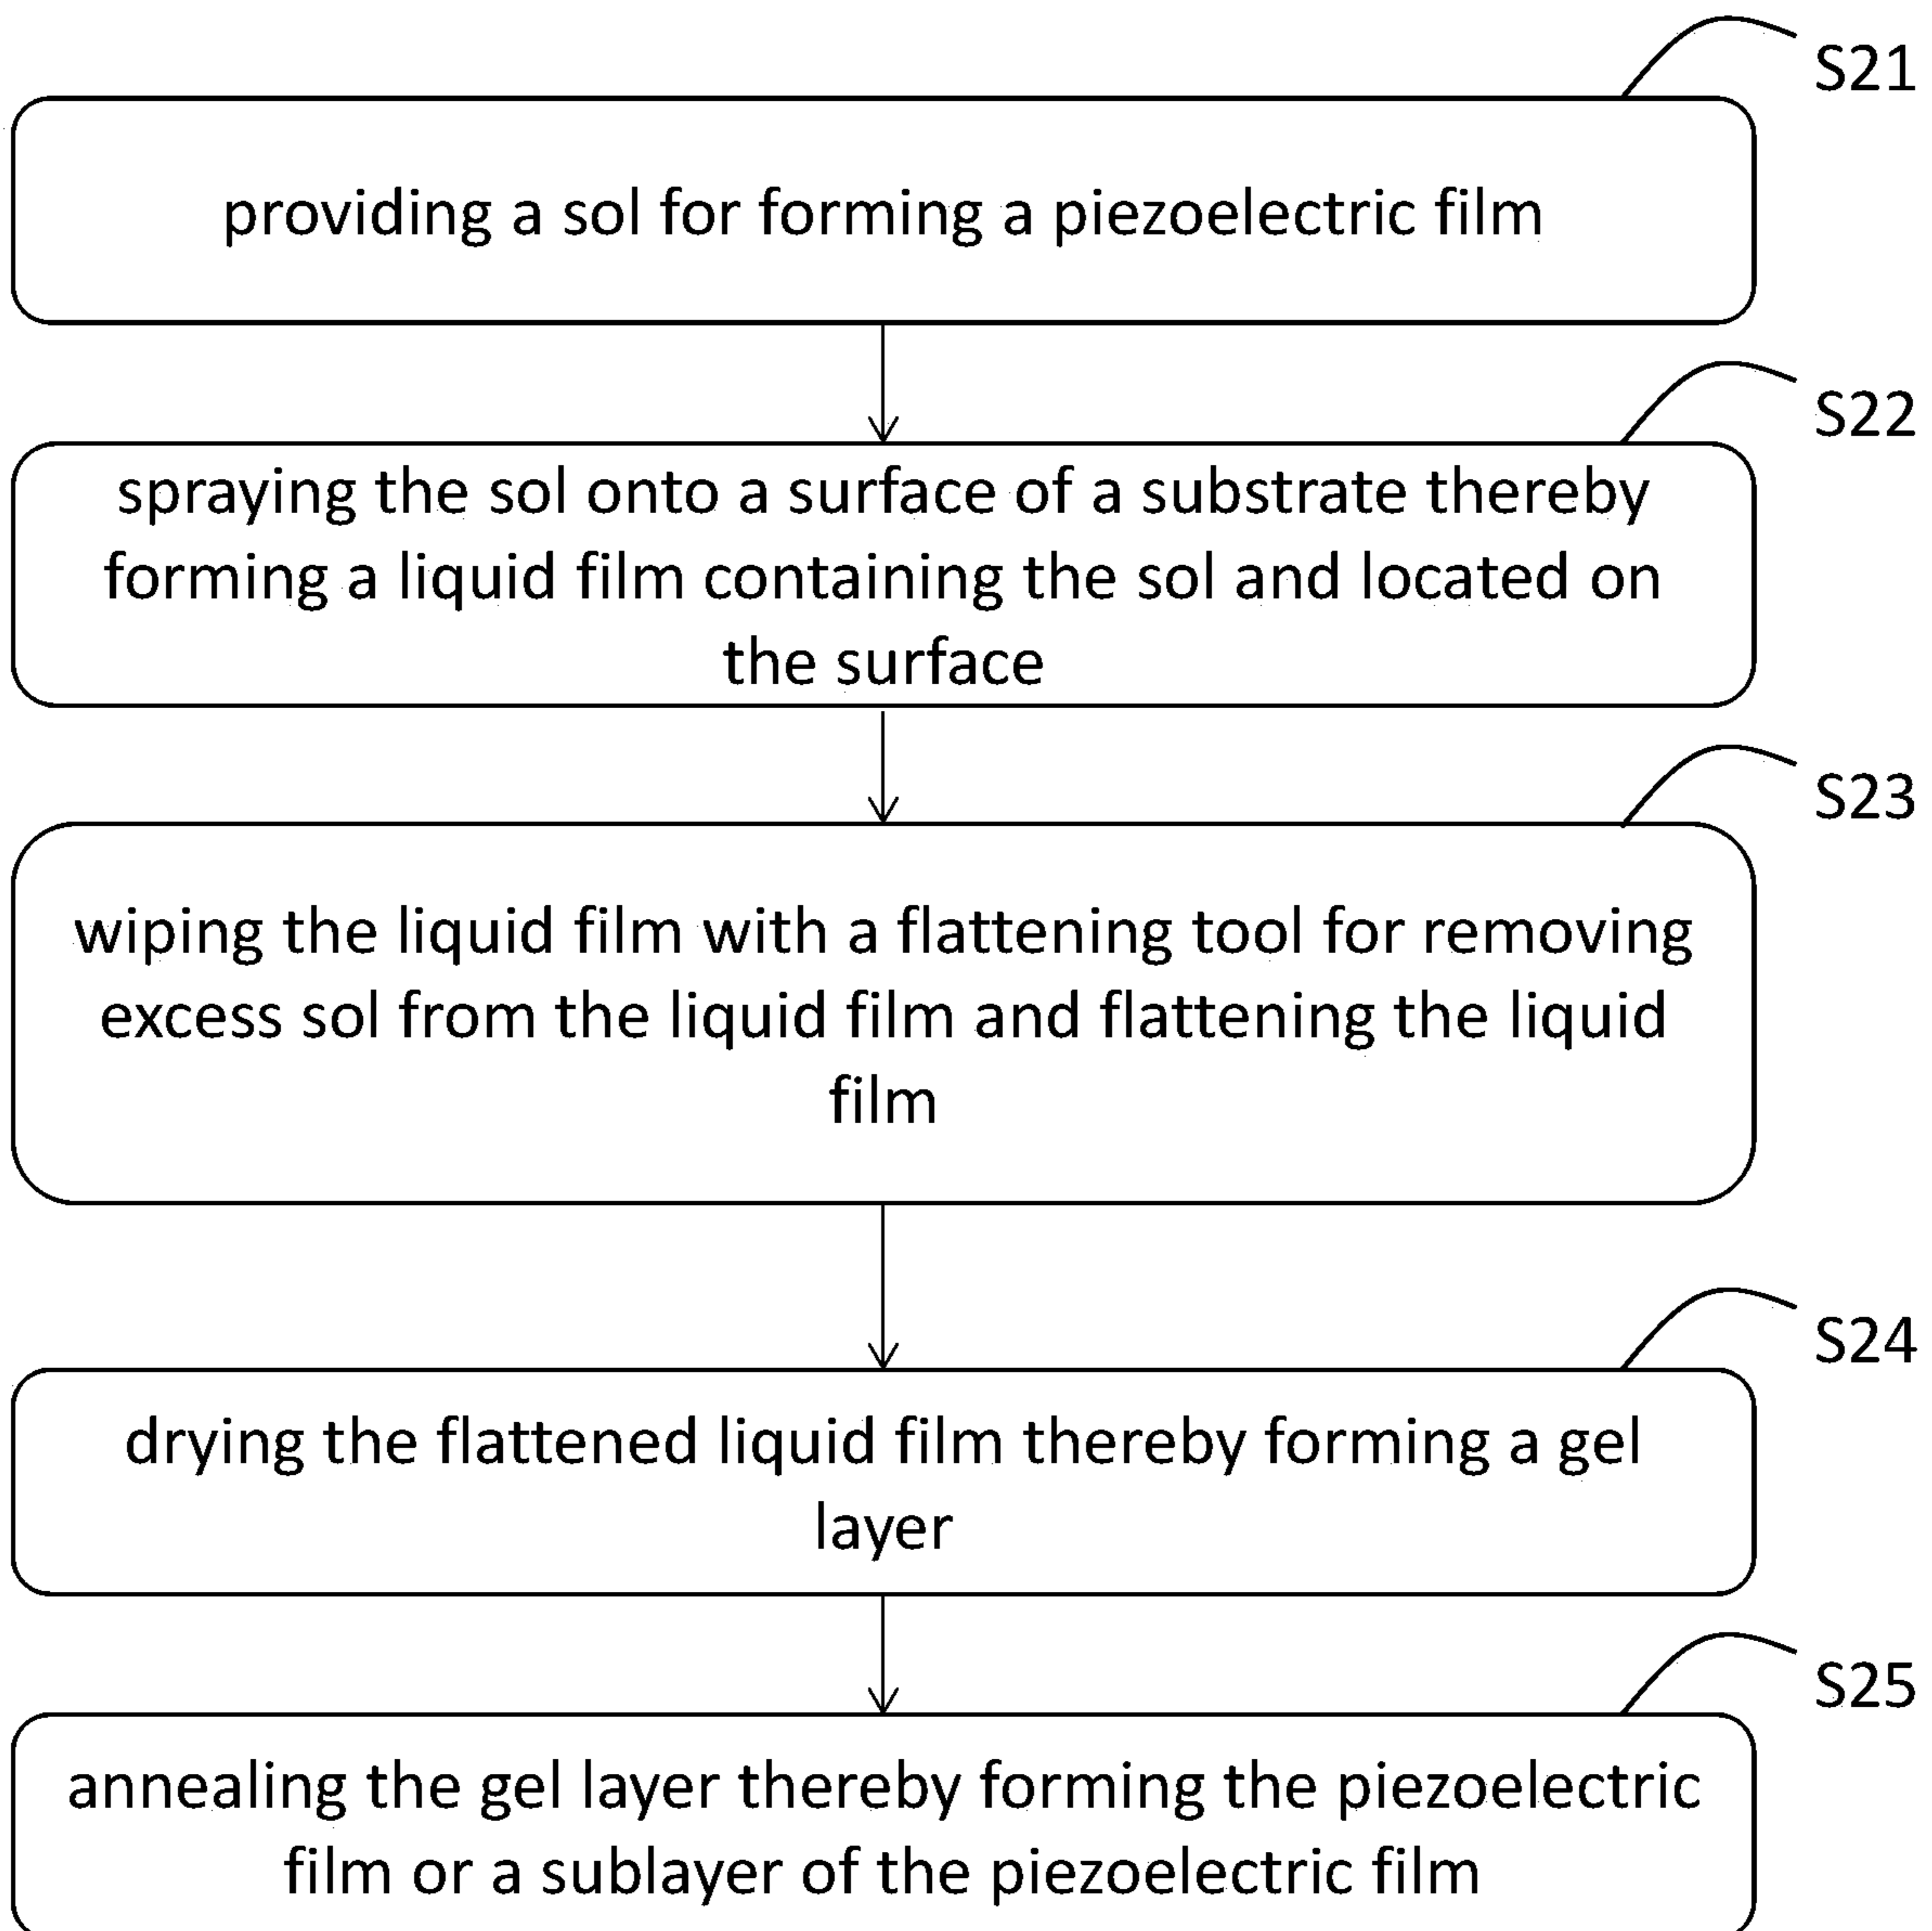 S21
providing a sol for forming a piezoelectric film
S22
spraying the sol onto a surface of a substrate thereby
forming a liquid film containing the sol and located on
the surface
S23
wiping the liquid film with a flattening tool for removing
excess sol from the liquid film and flattening the liquid
film
S24
drying the flattened liquid film thereby forming a gel
layer
S25
annealing the gel layer thereby forming the piezoelectric
film or a sublayer of the piezoelectric film